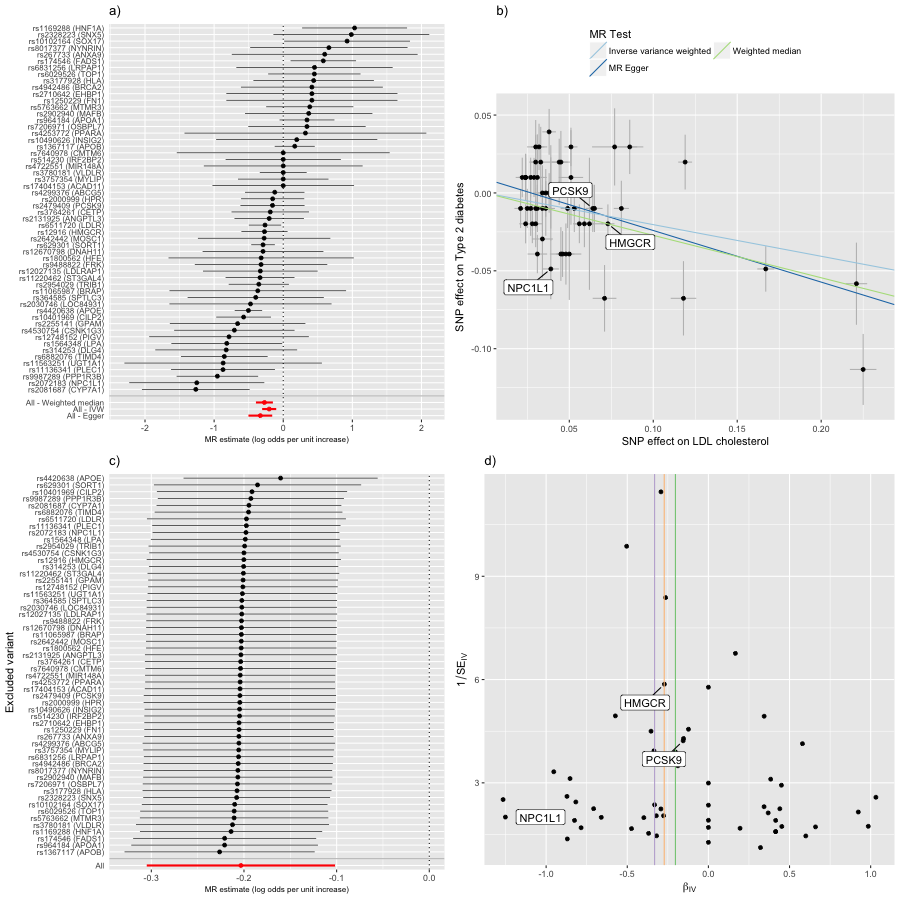 a)
rs1169288 (HNF1A)
rs2328223 (SNX5)
rs10102164 (SOX17)
rs8017377 (NYNRIN)
rs267733 (ANXA9)
rs174546 (FADS1)
rs6831256 (LRPAP1)
rs6029526 (TOP1)
rs3177928 (HLA)
rs4942486 (BRCA2)
rs2710642 (EHBP1)
rs1250229 (FN1)
rs5763662 (MTMR3)
rs2902940 (MAFB)
rs964184 (APOA1)
rs7206971 (OSBPL7)
rs4253772 (PPARA)
rs10490626 (INSIG2)
rs1367117 (APOB)
rs7640978 (CMTM6)
rs514230 (IRF2BP2)
rs4722551 (MIR148A)
rs3780181 (VLDLR)
rs3757354 (MYLIP)
rs17404153 (ACAD11)
rs4299376 (ABCG5)
rs2000999 (HPR)
rs2479409 (PCSK9)
rs3764261 (CETP)
rs2131925 (ANGPTL3)
rs6511720 (LDLR)
rs12916 (HMGCR)
rs2642442 (MOSC1)
rs629301 (SORT1)
rs12670798 (DNAH11)
rs1800562 (HFE)
rs9488822 (FRK)
rs12027135 (LDLRAP1)
rs11220462 (ST3GAL4)
rs2954029 (TRIB1)
rs11065987 (BRAP)
rs364585 (SPTLC3)
rs2030746 (LOC84931)
rs4420638 (APOE)
rs10401969 (CILP2)
rs2255141 (GPAM)
rs4530754 (CSNK1G3)
rs12748152 (PIGV)
rs1564348 (LPA)
rs314253 (DLG4)
rs6882076 (TIMD4)
rs11563251 (UGT1A1)
rs11136341 (PLEC1)
rs9987289 (PPP1R3B)
rs2072183 (NPC1L1)
rs2081687 (CYP7A1)
All - Weighted median
All - IVW
All - Egger
-2 -1 0 1 2
MR estimate (log odds per unit increase)
b)
MR Test
Inverse variance weighted Weighted median
MR Egger
SNP effect on Type 2 diabetes
0.05
0.00
-0.05
-0.10
PCSK9
HMGCR
NPC1L1
0.05 0.10 0.15 0.20
SNP effect on LDL cholesterol
c)
Excluded variant
rs4420638 (APOE)
rs629301 (SORT1)
rs10401969 (CILP2)
rs9987289 (PPP1R3B)
rs2081687 (CYP7A1)
rs6882076 (TIMD4)
rs6511720 (LDLR)
rs11136341 (PLEC1)
rs2072183 (NPC1L1)
rs1564348 (LPA)
rs2954029 (TRIB1)
rs4530754 (CSNK1G3)
rs12916 (HMGCR)
rs314253 (DLG4)
rs11220462 (ST3GAL4)
rs2255141 (GPAM)
rs12748152 (PIGV)
rs11563251 (UGT1A1)
rs364585 (SPTLC3)
rs2030746 (LOC84931)
rs12027135 (LDLRAP1)
rs9488822 (FRK)
rs12670798 (DNAH11)
rs11065987 (BRAP)
rs2642442 (MOSC1)
rs1800562 (HFE)
rs2131925 (ANGPTL3)
rs3764261 (CETP)
rs7640978 (CMTM6)
rs4722551 (MIR148A)
rs4253772 (PPARA)
rs17404153 (ACAD11)
rs2479409 (PCSK9)
rs2000999 (HPR)
rs10490626 (INSIG2)
rs514230 (IRF2BP2)
rs2710642 (EHBP1)
rs1250229 (FN1)
rs267733 (ANXA9)
rs4299376 (ABCG5)
rs3757354 (MYLIP)
rs6831256 (LRPAP1)
rs4942486 (BRCA2)
rs8017377 (NYNRIN)
rs2902940 (MAFB)
rs7206971 (OSBPL7)
rs3177928 (HLA)
rs2328223 (SNX5)
rs10102164 (SOX17)
rs6029526 (TOP1)
rs5763662 (MTMR3)
rs3780181 (VLDLR)
rs1169288 (HNF1A)
rs174546 (FADS1)
rs964184 (APOA1)
rs1367117 (APOB)
All
-0.3 -0.2 -0.1 0.0
MR estimate (log odds per unit increase)
d)
1/SE_IV
9
6
3
HMGCR
PCSK9
NPC1L1
-1.0 -0.5 0.0 0.5 1.0
β_IV